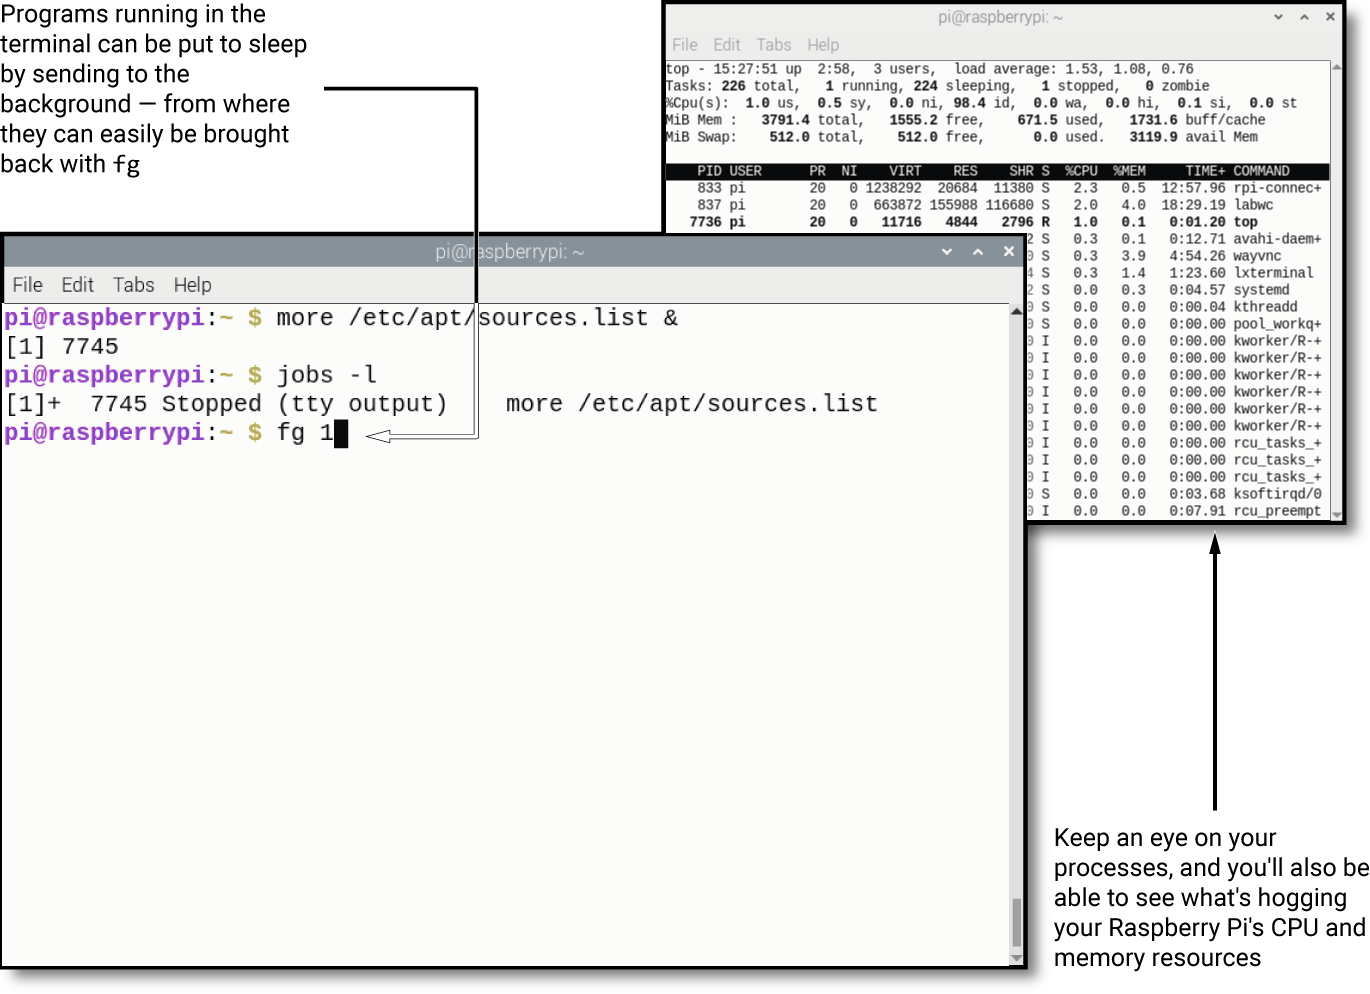 Programs running in the
terminal can be put to sleep
by sending to the
background — from where
they can easily be brought
back with fg
pi@raspberrypi: ~
File Edit Tabs Help
top - 15:27:51 up  2:58,  3 users,  load average: 1.53, 1.08, 0.76
Tasks: 226 total,   1 running, 224 sleeping,   1 stopped,   0 zombie
%Cpu(s):  1.0 us,  0.5 sy,  0.0 ni, 98.4 id,  0.0 wa,  0.0 hi,  0.1 si,  0.0 st
MiB Mem :   3791.4 total,   1555.2 free,    671.5 used,   1731.6 buff/cache
MiB Swap:    512.0 total,    512.0 free,      0.0 used.   3119.9 avail Mem
PID USER PR NI VIRT RES SHR S %CPU %MEM TIME+ COMMAND
833 pi 20 0 1238292 20684 11380 S 2.3 0.5 12:57.96 rpi-connec+
837 pi 20 0 663872 155988 116680 S 2.0 4.0 18:29.19 labwc
7736 pi 20 0 11716 4844 2796 R 1.0 0.1 0:01.20 top
2 S 0.3 0.1 0:12.71 avahi-daem+
0 S 0.3 3.9 4:54.26 wayvnc
4 S 0.3 1.4 1:23.60 lxterminal
2 S 0.0 0.3 0:04.57 systemd
0 S 0.0 0.0 0:00.04 kthreadd
0 S 0.0 0.0 0:00.00 pool_workq+
0 I 0.0 0.0 0:00.00 kworker/R-+
0 I 0.0 0.0 0:00.00 kworker/R-+
0 I 0.0 0.0 0:00.00 kworker/R-+
0 I 0.0 0.0 0:00.00 kworker/R-+
0 I 0.0 0.0 0:00.00 kworker/R-+
0 I 0.0 0.0 0:00.00 kworker/R-+
0 I 0.0 0.0 0:00.00 rcu_tasks_+
0 I 0.0 0.0 0:00.00 rcu_tasks_+
0 I 0.0 0.0 0:00.00 rcu_tasks_+
0 S 0.0 0.0 0:03.68 ksoftirqd/0
0 I 0.0 0.0 0:07.91 rcu_preempt
pi@raspberrypi: ~
File Edit Tabs Help
pi@raspberrypi:~ $ more /etc/apt/sources.list &
[1] 7745
pi@raspberrypi:~ $ jobs -l
[1]+  7745 Stopped (tty output)    more /etc/apt/sources.list
pi@raspberrypi:~ $ fg 1
Keep an eye on your
processes, and you'll also be
able to see what's hogging
your Raspberry Pi's CPU and
memory resources